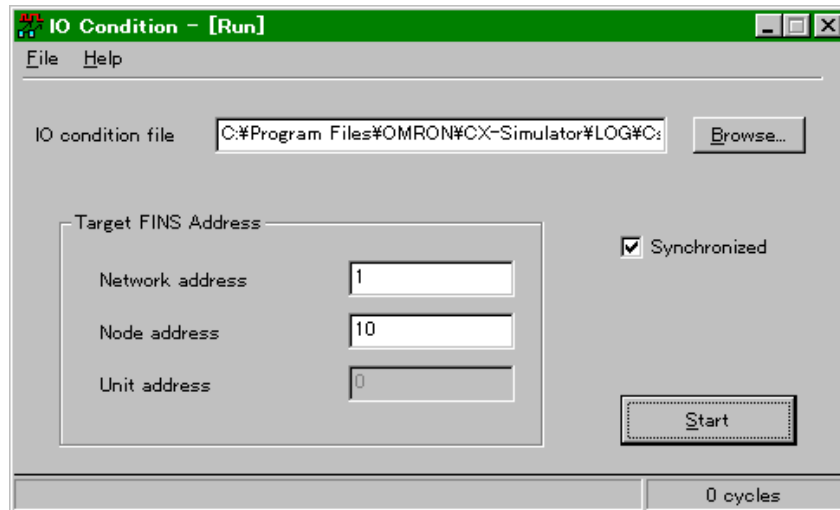 IO Condition - [Run]
File Help
IO condition file C:¥Program Files¥OMRON¥CX-Simulator¥LOG¥Cs Browse...
Target FINS Address
Synchronized
Network address 1
Node address 10
Unit address 0
Start
0 cycles